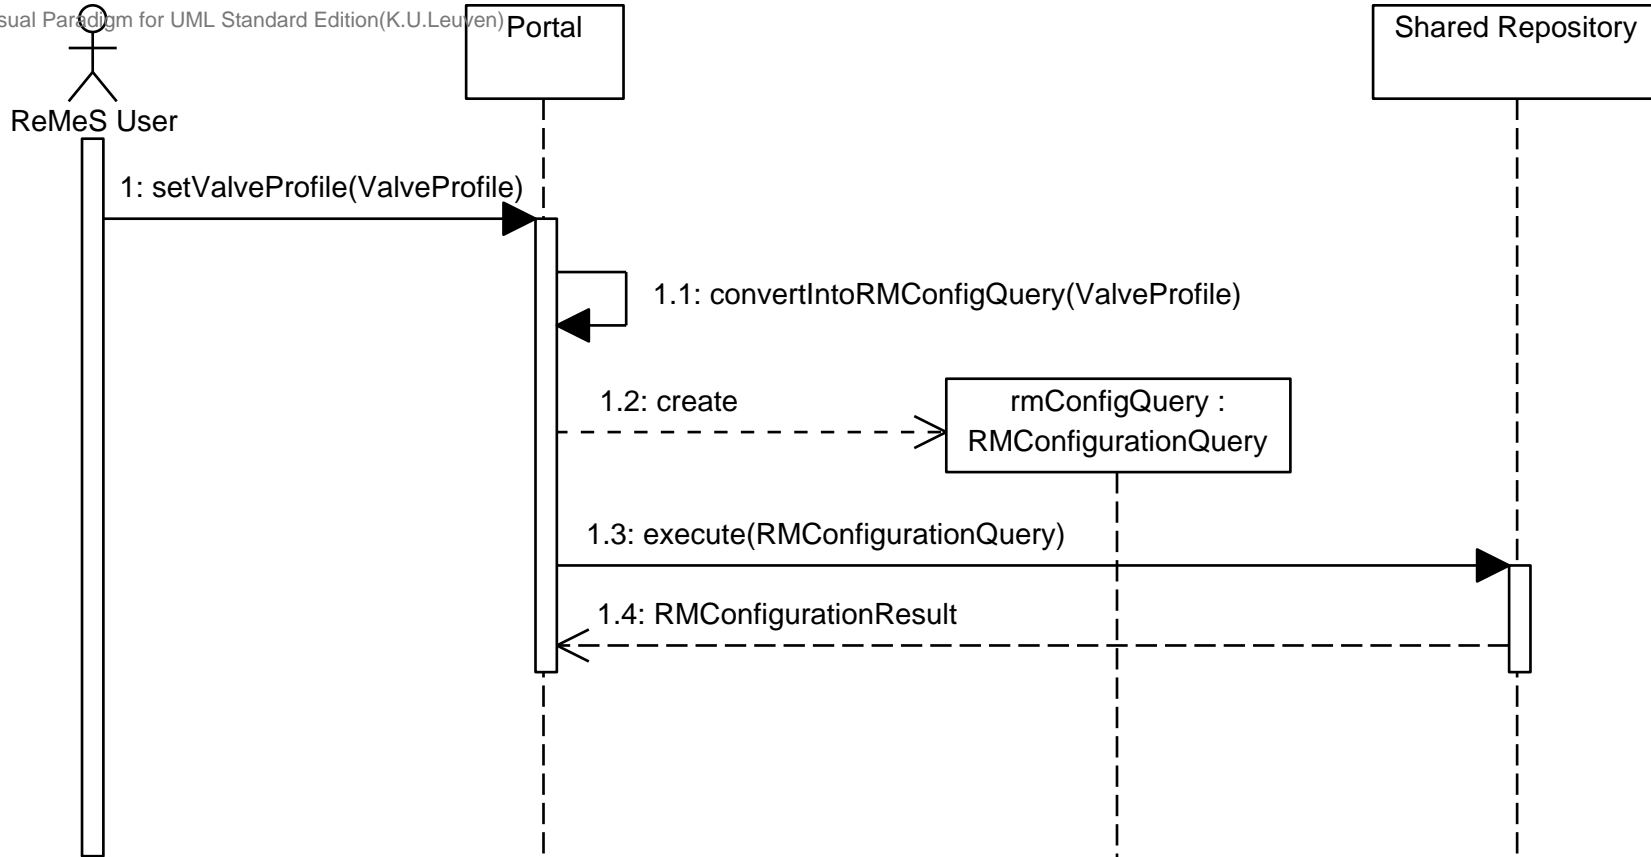 sual Paradigm for UML Standard Edition(K.U.Leuven)
Portal
Shared Repository
ReMeS User
1: setValveProfile(ValveProfile)
1.1: convertIntoRMConfigQuery(ValveProfile)
1.2: create
rmConfigQuery :
RMConfigurationQuery
1.3: execute(RMConfigurationQuery)
1.4: RMConfigurationResult